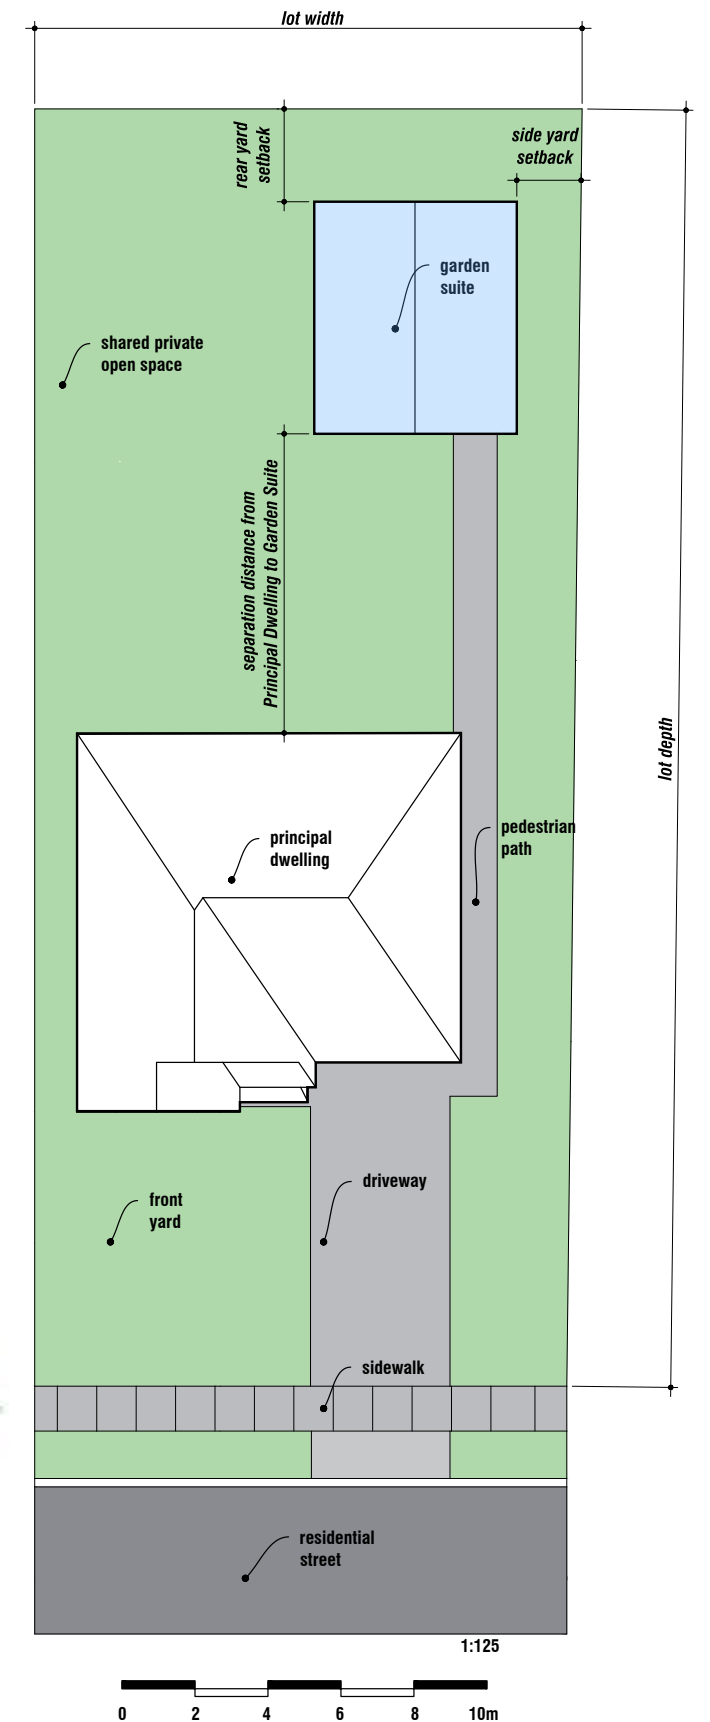 lot width
rear yard
setback
side yard
setback
garden
suite
shared private
open space
separation distance from
Principal Dwelling to Garden Suite
lot depth
principal
dwelling
pedestrian
path
driveway
front
yard
sidewalk
residential
street
1:125
0 2 4 6 8 10m